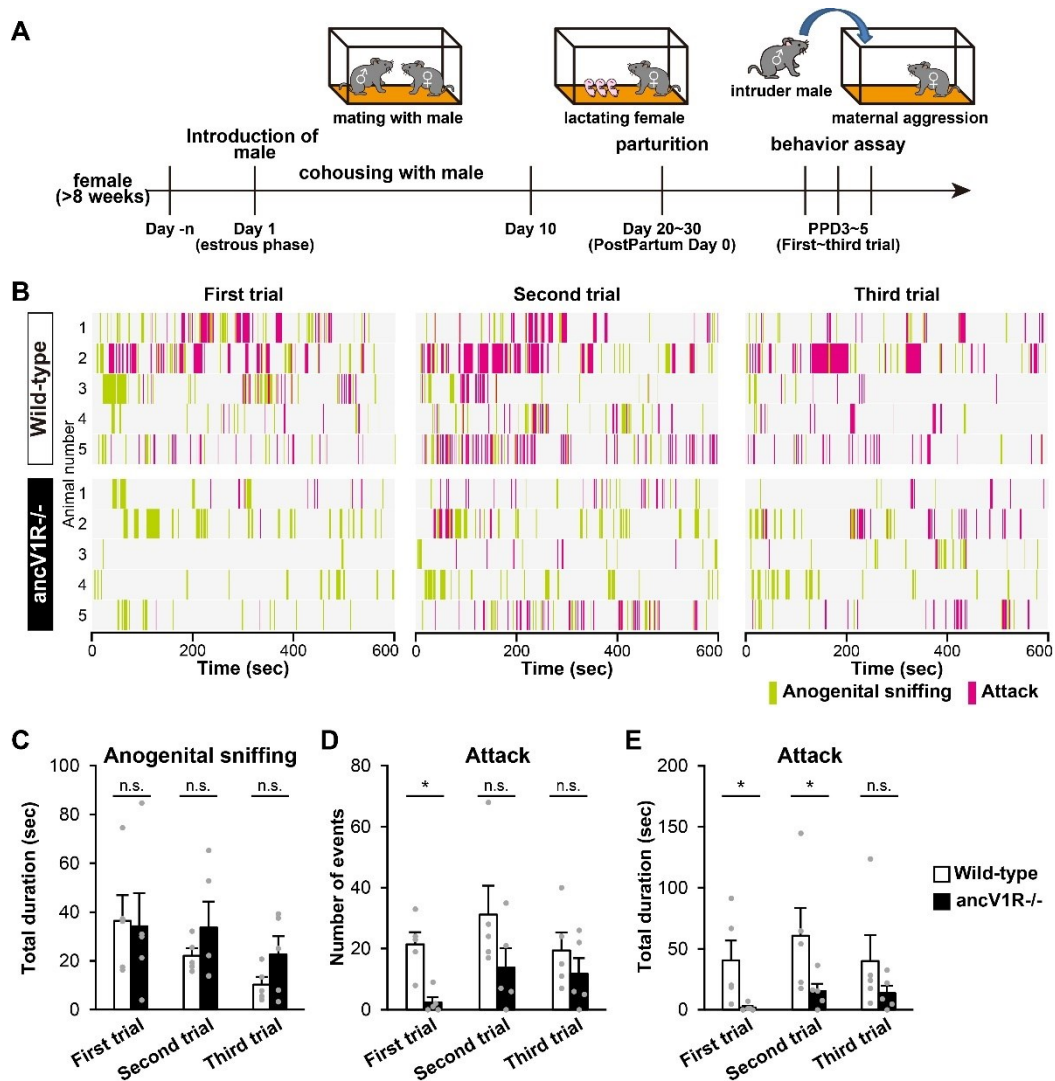 A
mating with male
lactating female
intruder male
maternal aggression
Introduction of
male
cohousing with male
parturition
behavior assay
female
(>8 weeks)
Day -n
Day 1
(estrous phase)
Day 10
Day 20~30
(PostPartum Day 0)
PPD3~5
(First~third trial)
B
First trial
Second trial
Third trial
Wild-type
ancV1R-/-
Animal number
1
2
3
4
5
1
2
3
4
5
0 200 400 600
0 200 400 600
0 200 400 600
Time (sec)
Time (sec)
Time (sec)
Anogenital sniffing
Attack
C
Anogenital sniffing
Total duration (sec)
100
80
60
40
20
0
n.s.
n.s.
n.s.
First trial
Second trial
Third trial
D
Attack
Number of events
80
60
40
20
0
*
n.s.
n.s.
First trial
Second trial
Third trial
E
Attack
Total duration (sec)
200
150
100
50
0
*
*
n.s.
First trial
Second trial
Third trial
Wild-type
ancV1R-/-